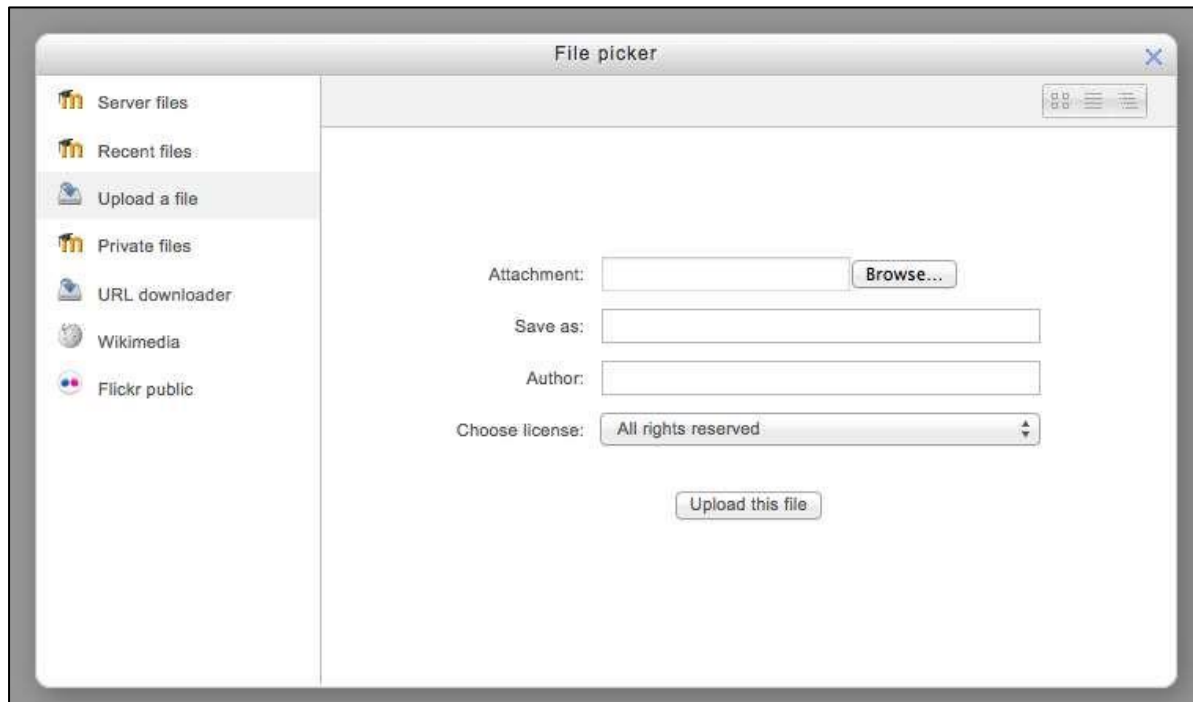 File picker
Server files
Recent files
Upload a file
Private files
URL downloader
Wikimedia
Flickr public
Attachment: Browse...
Save as:
Author:
Choose license: All rights reserved
Upload this file